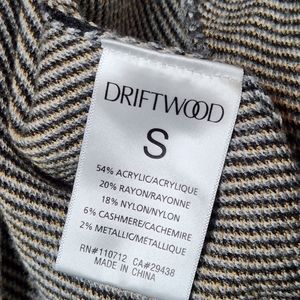 DRIFTWOOD
S
54% ACRYLIC/ACRYLIQUE
20% RAYON/RAYONNE
18% NYLON/NYLON
6% CASHMERE/CACHEMIRE
2% METALLIC/METALLIQUE
RN#110712 CA#29438
MADE IN CHINA